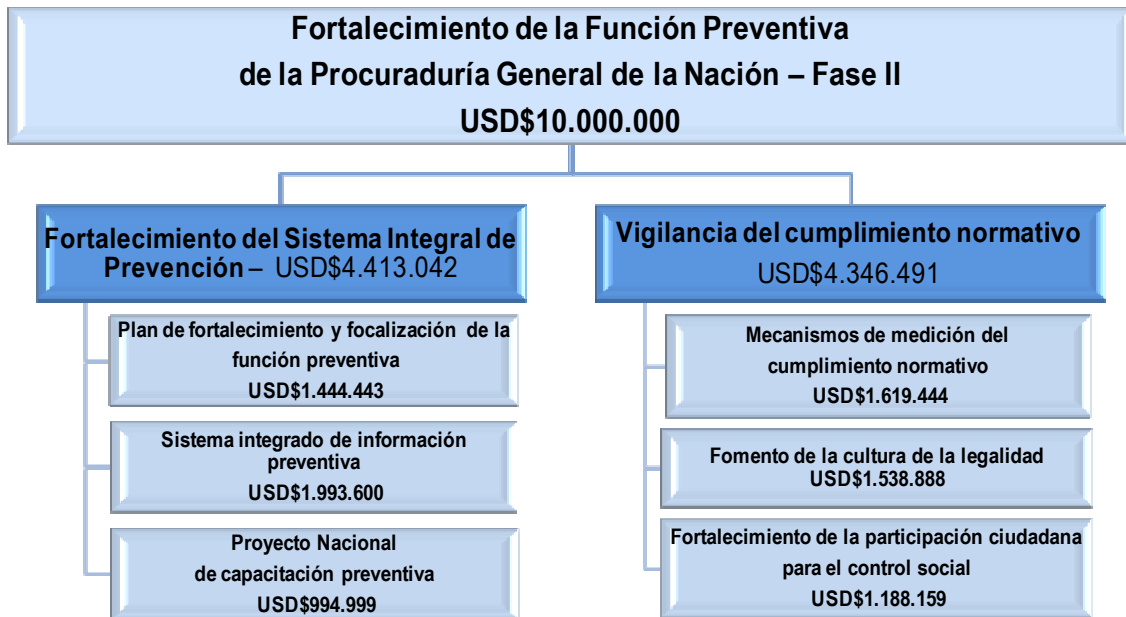 Fortalecimiento de la Función Preventiva
de la Procuraduría General de la Nación – Fase II
USD$10.000.000
Fortalecimiento del Sistema Integral de
Prevención – USD$4.413.042
Plan de fortalecimiento y focalización de la
función preventiva
USD$1.444.443
Sistema integrado de información
preventiva
USD$1.993.600
Proyecto Nacional
de capacitación preventiva
USD$994.999
Vigilancia del cumplimiento normativo
USD$4.346.491
Mecanismos de medición del
cumplimiento normativo
USD$1.619.444
Fomento de la cultura de la legalidad
USD$1.538.888
Fortalecimiento de la participación ciudadana
para el control social
USD$1.188.159